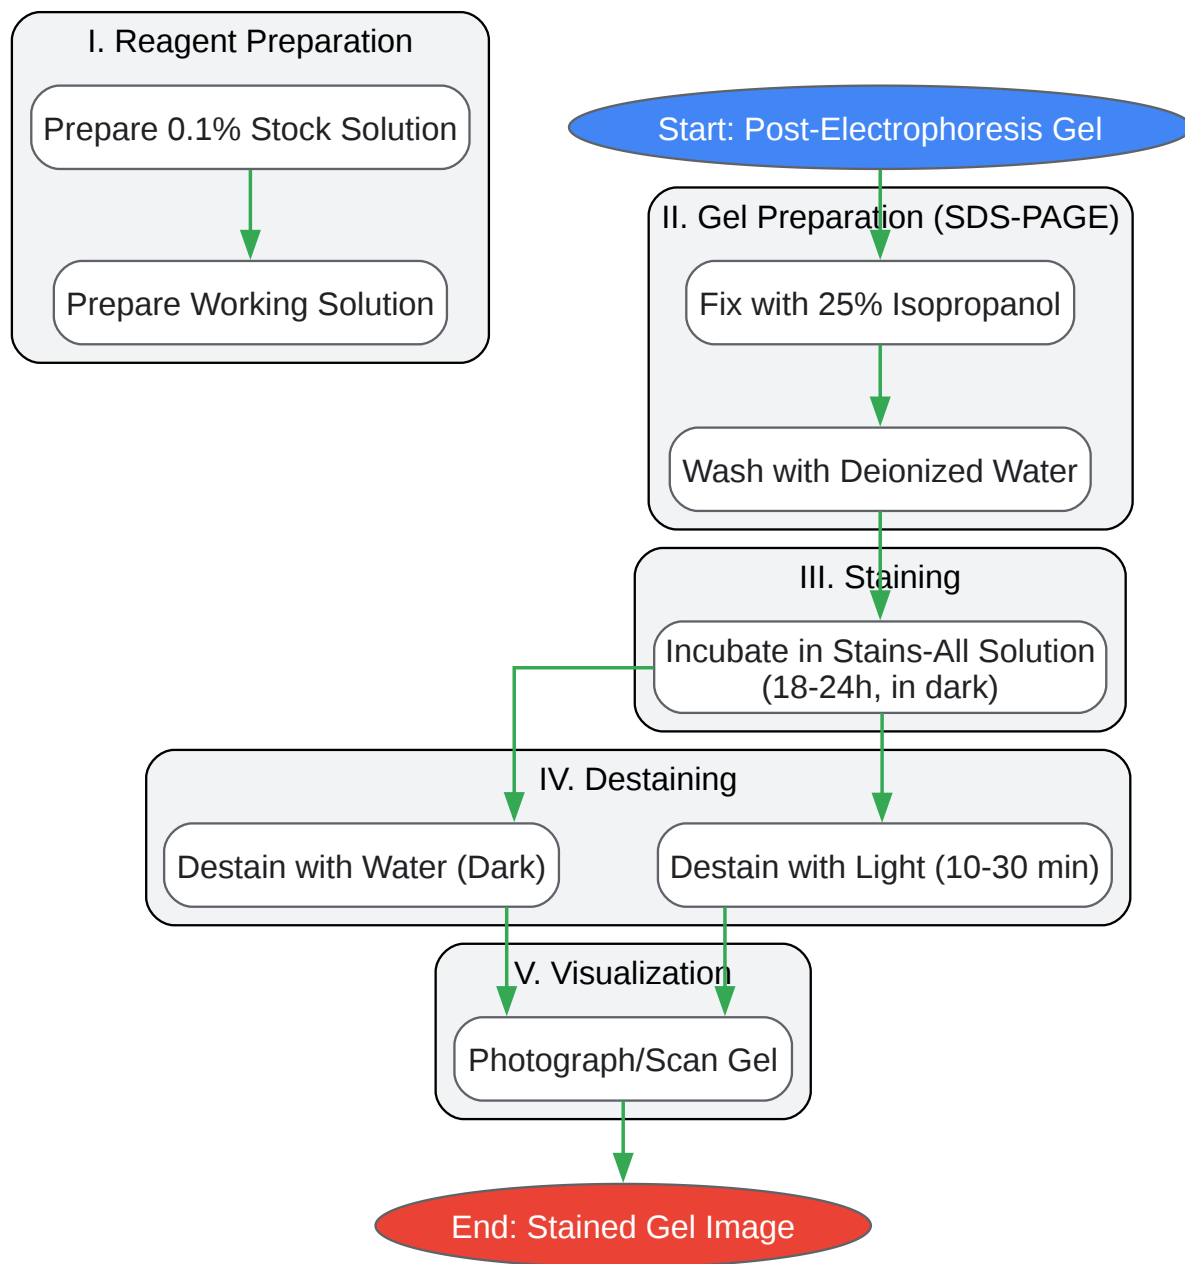 I. Reagent Preparation
Prepare 0.1% Stock Solution
Prepare Working Solution
Start: Post-Electrophoresis Gel
II. Gel Preparation (SDS-PAGE)
Fix with 25% Isopropanol
Wash with Deionized Water
III. Staining
Incubate in Stains-All Solution
(18-24h, in dark)
IV. Destaining
Destain with Water (Dark)
Destain with Light (10-30 min)
V. Visualization
Photograph/Scan Gel
End: Stained Gel Image